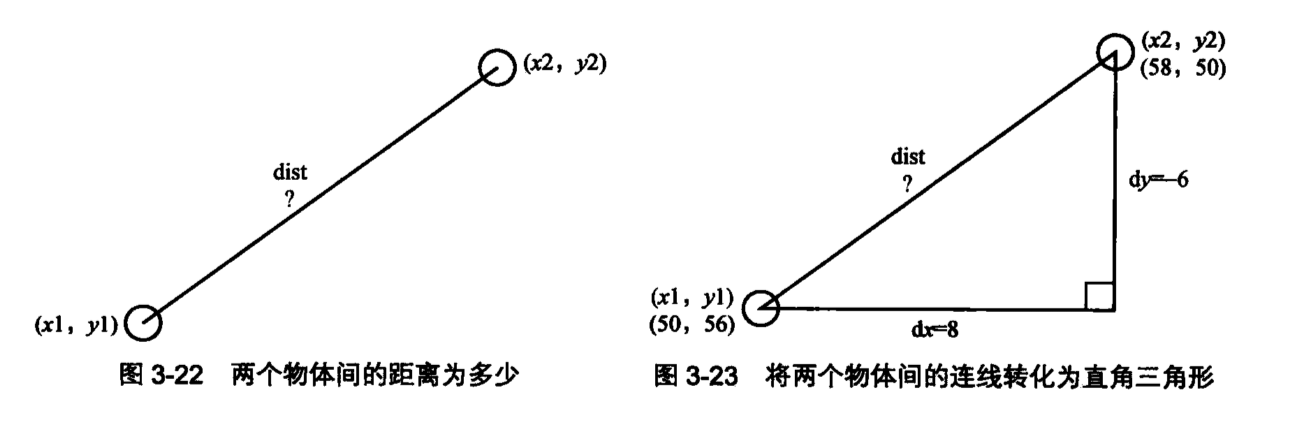 (x2，y2)
dist
?
(x1，y1)
图 3-22 两个物体间的距离为多少
(x2，y2)
(58，50)
dist
?
dy=-6
(x1，y1)
(50，56)
dx=8
图 3-23 将两个物体间的连线转化为直角三角形